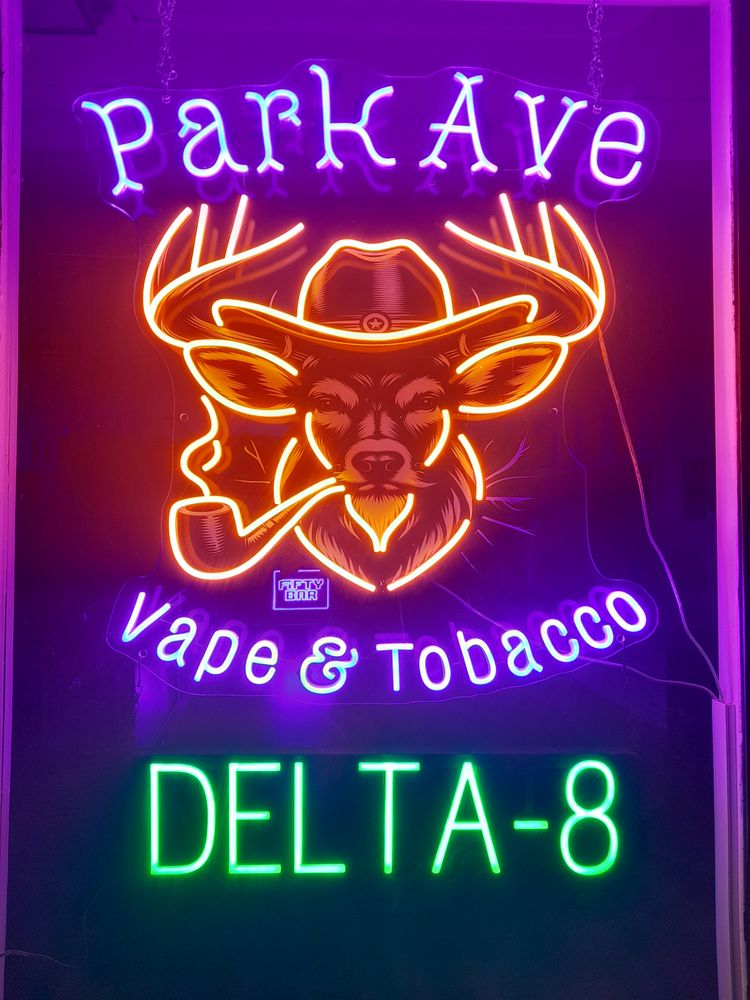 Park Ave
FIFTY
BAR
Vape & Tobacco
DELTA-8